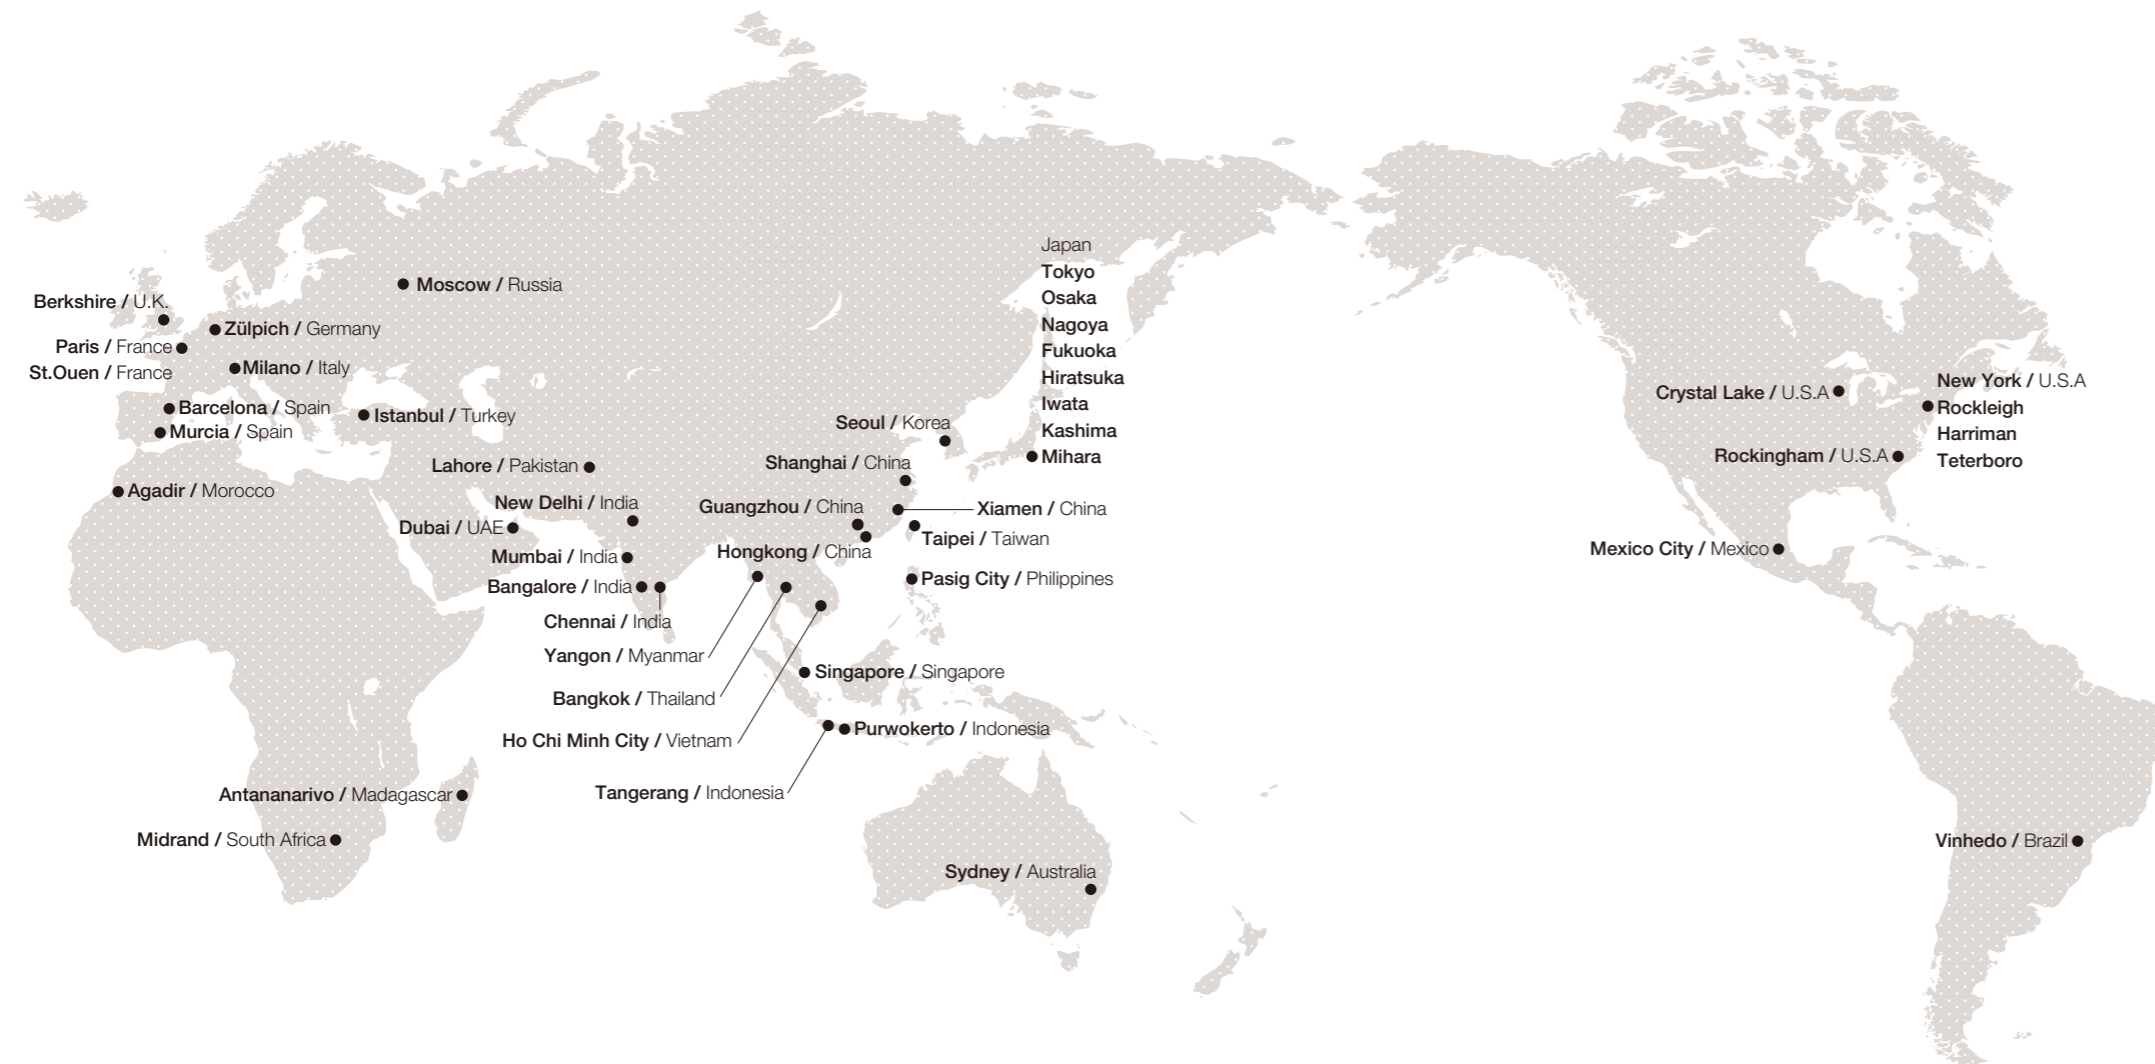 Moscow / Russia
Berkshire / U.K.
Zülpich / Germany
Paris / France
St.Ouen / France
Milano / Italy
Barcelona / Spain
Murcia / Spain
Istanbul / Turkey
Lahore / Pakistan
Agadir / Morocco
New Delhi / India
Dubai / UAE
Mumbai / India
Bangalore / India
Chennai / India
Yangon / Myanmar
Bangkok / Thailand
Ho Chi Minh City / Vietnam
Tangerang / Indonesia
Antananarivo / Madagascar
Midrand / South Africa
Japan
Tokyo
Osaka
Nagoya
Fukuoka
Hiratsuka
Iwata
Kashima
Mihara
Seoul / Korea
Shanghai / China
Guangzhou / China
Xiamen / China
Hongkong / China
Taipei / Taiwan
Pasig City / Philippines
Singapore / Singapore
Purwokerto / Indonesia
Sydney / Australia
Crystal Lake / U.S.A
New York / U.S.A
Rockleigh
Harriman
Teterboro
Rockingham / U.S.A
Mexico City / Mexico
Vinhedo / Brazil